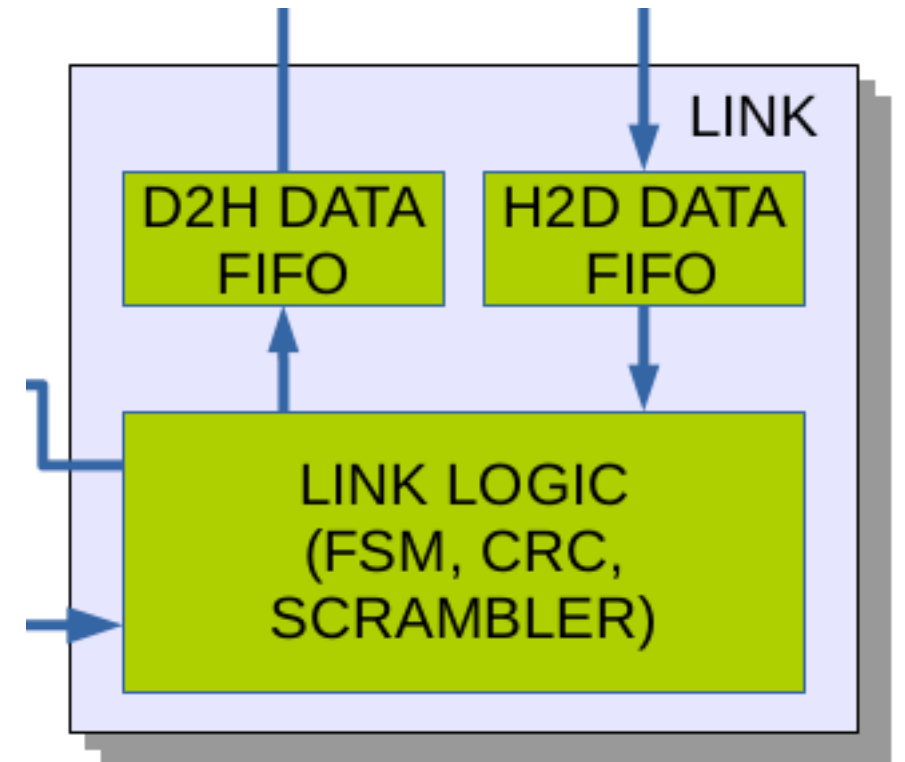 LINK
D2H DATA
FIFO
H2D DATA
FIFO
LINK LOGIC
(FSM, CRC,
SCRAMBLER)